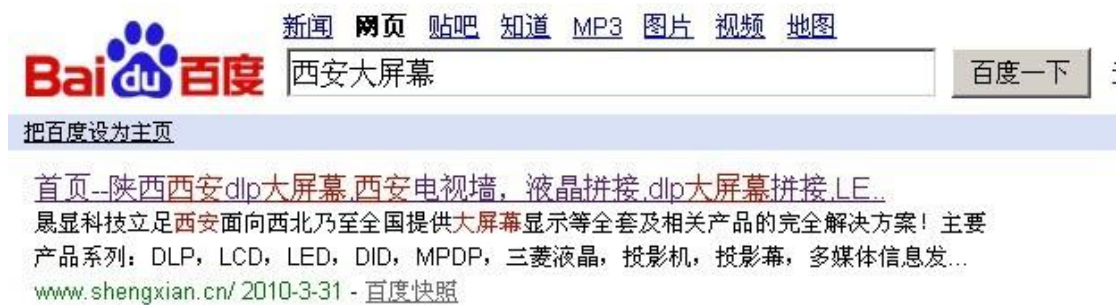 新闻 网页 贴吧 知道 MP3 图片 视频 地图
Bai du 百度 西安大屏幕 百度一下
把百度设为主页
首页--陕西西安dlp大屏幕,西安电视墙，液晶拼接,dlp大屏幕拼接,LE..
晟显科技立足西安面向西北乃至全国提供大屏幕显示等全套及相关产品的完全解决方案！主要
产品系列：DLP，LCD，LED，DID，MPDP，三菱液晶，投影机，投影幕，多媒体信息发...
www.shengxian.cn/ 2010-3-31 - 百度快照